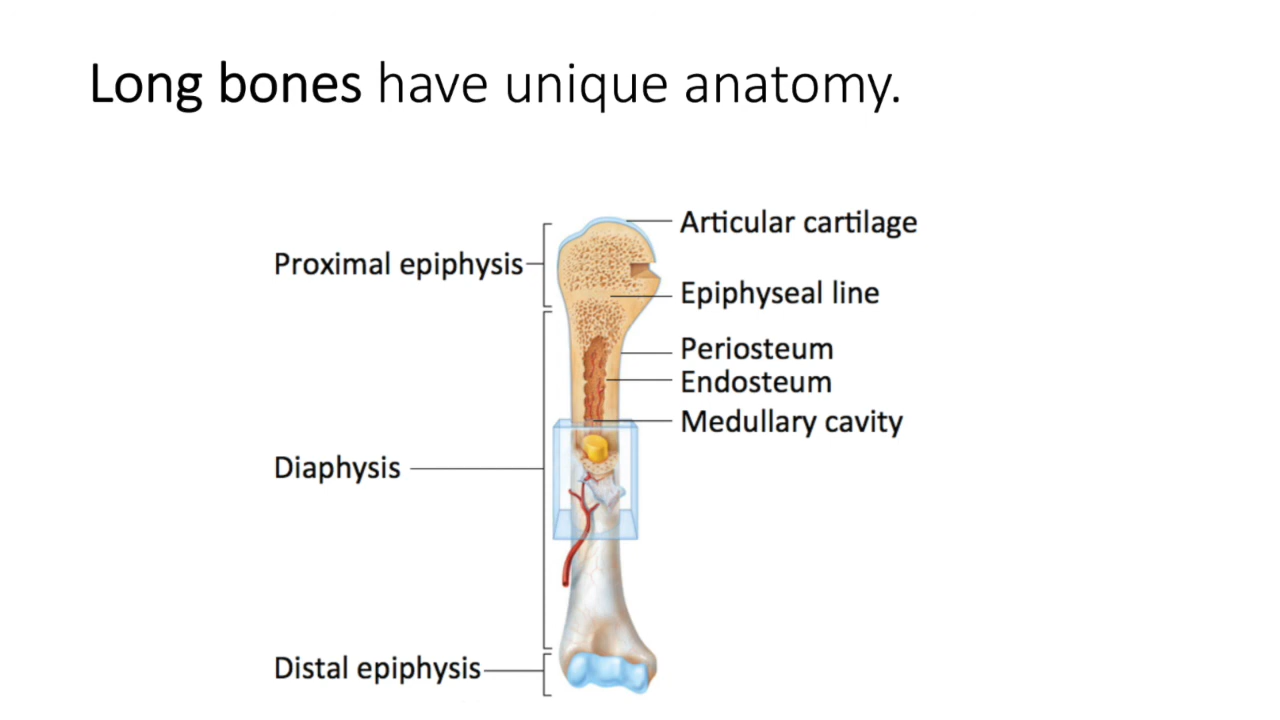 Long bones have unique anatomy.
Articular cartilage
Proximal epiphysis
Epiphyseal line
Periosteum
Endosteum
Medullary cavity
Diaphysis
Distal epiphysis